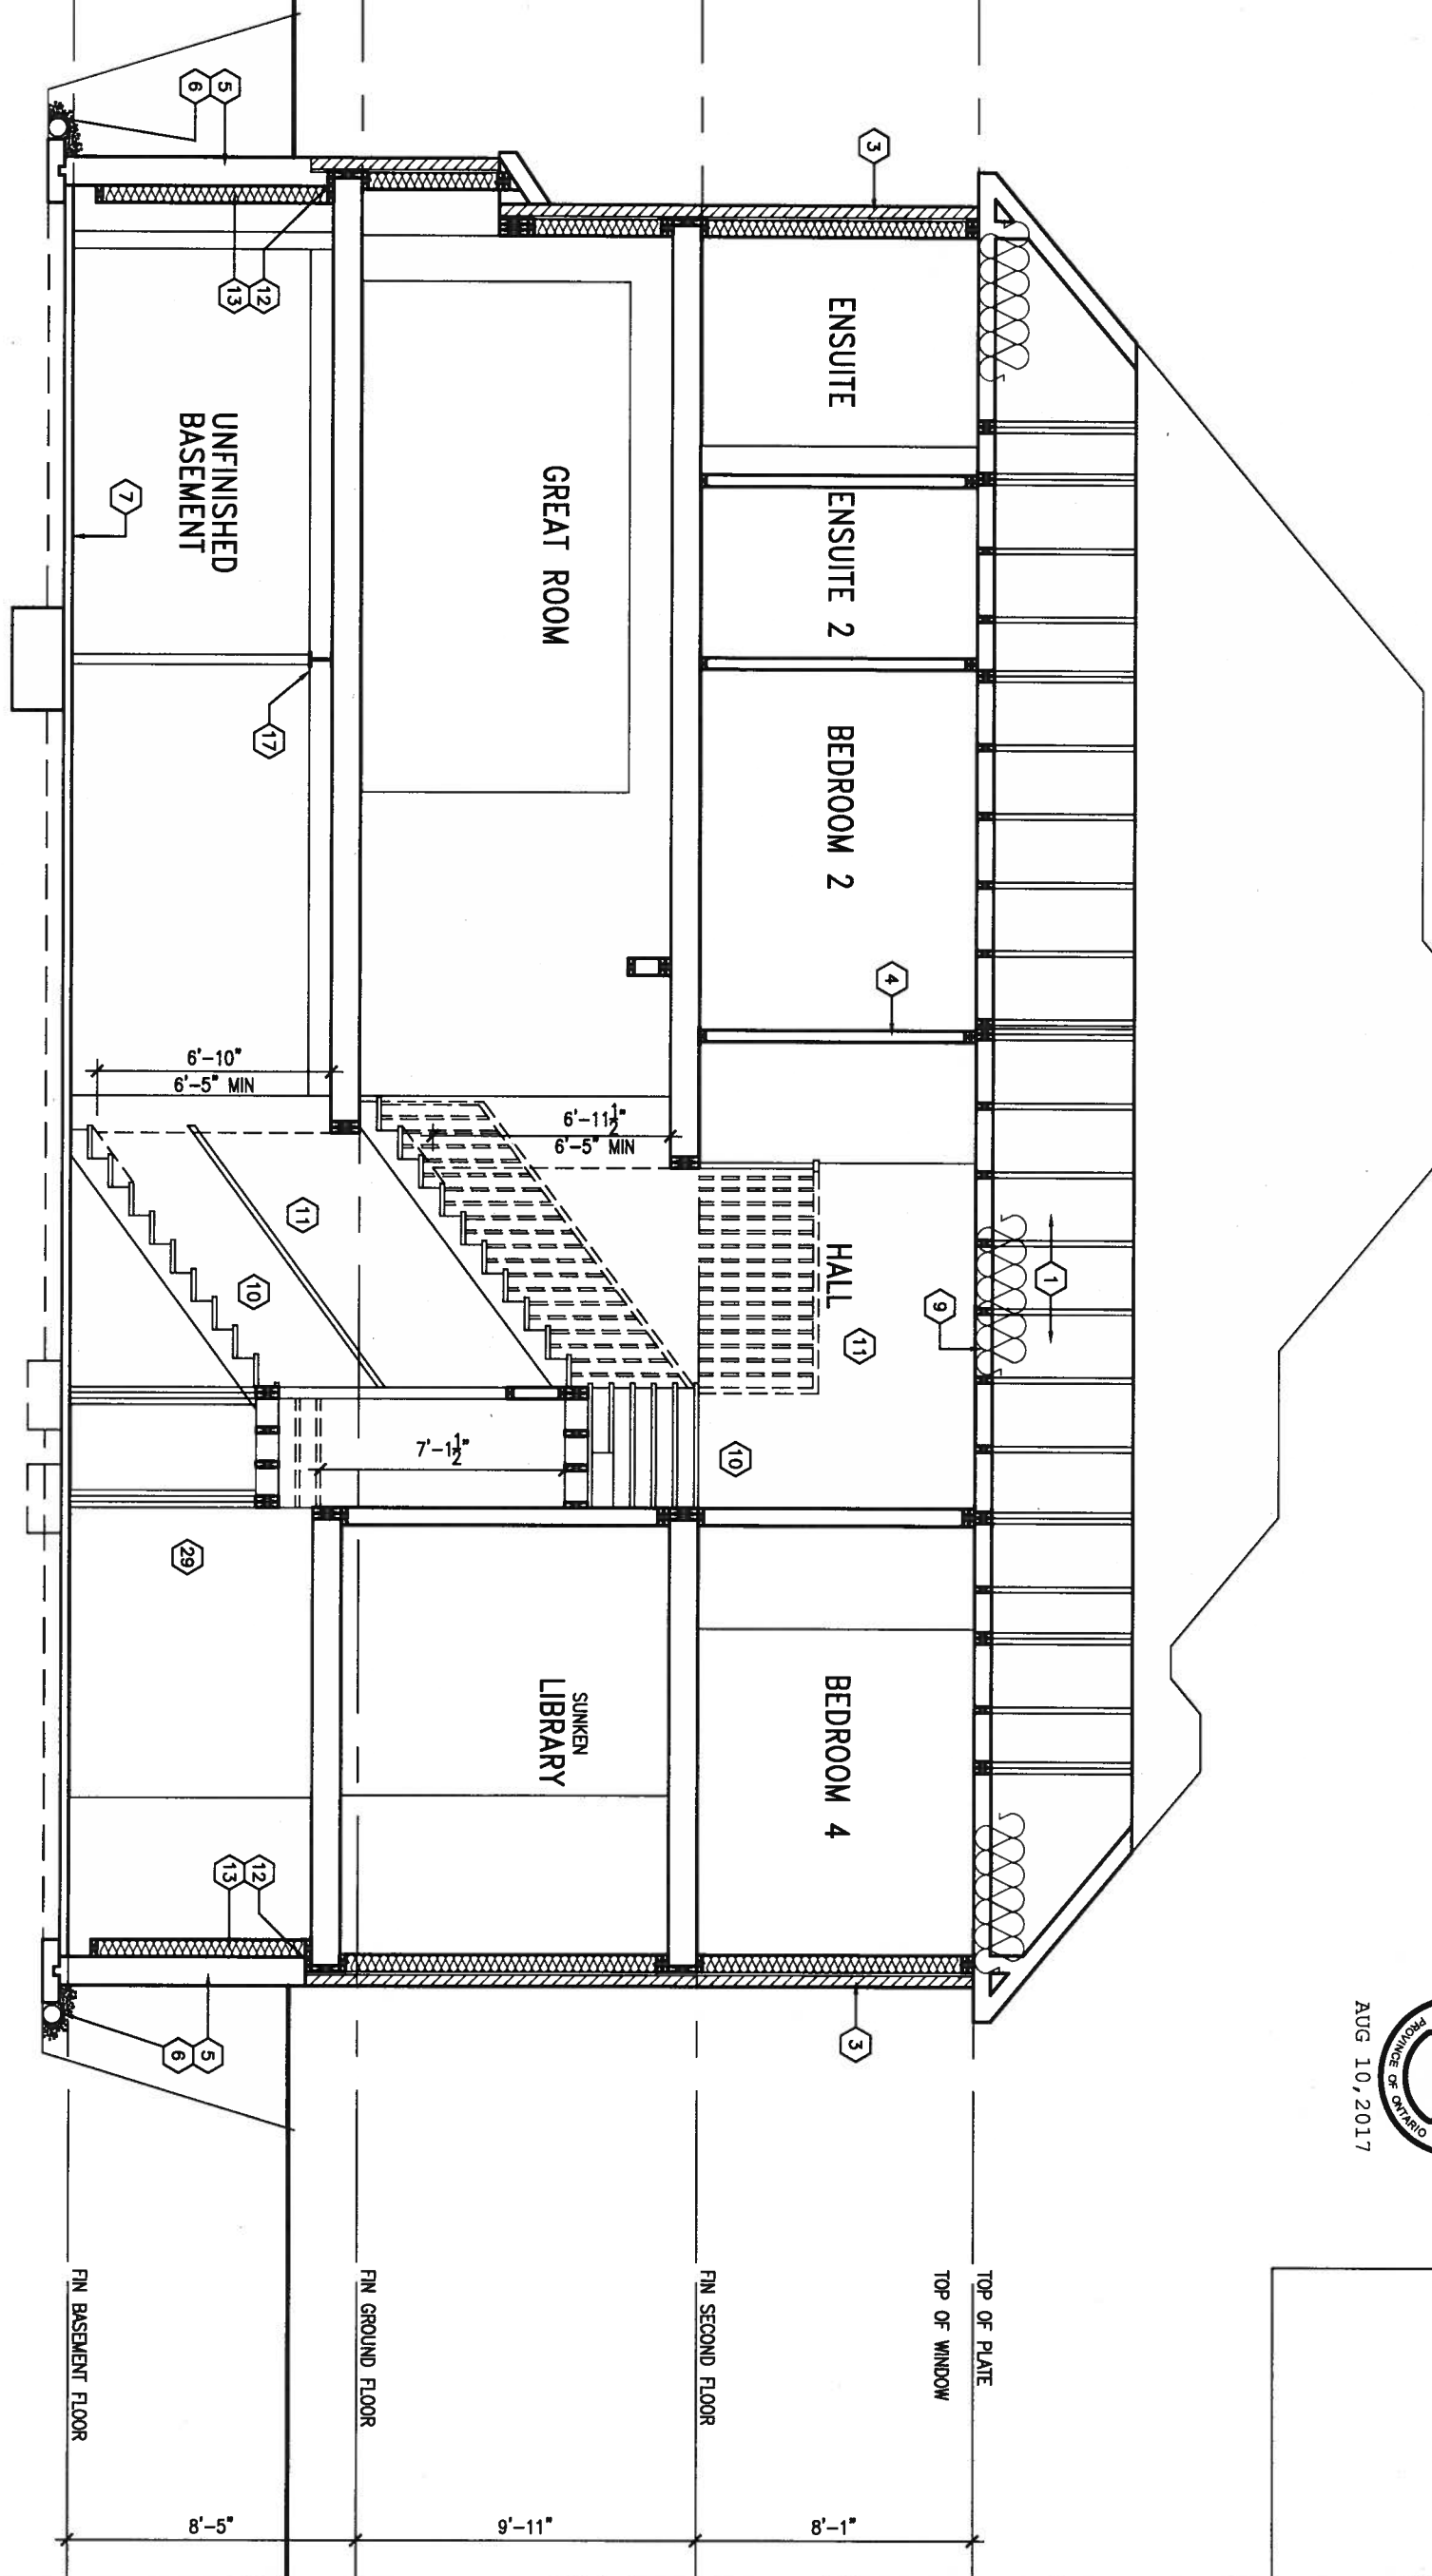 PROVINCE OF ONTARIO
AUG 10, 2017
TOP OF PLATE
TOP OF WINDOW
FIN SECOND FLOOR
FIN GROUND FLOOR
FIN BASEMENT FLOOR
8'-1"
9'-11"
8'-5"
1
9
3
4
ENSUITE
ENSUITE 2
BEDROOM 2
HALL
11
10
BEDROOM 4
3
GREAT ROOM
6'-11½"
6'-5" MIN
SUNKEN
LIBRARY
7'-1½"
5
6
12
13
UNFINISHED
BASEMENT
7
17
6'-10"
6'-5" MIN
11
10
29
12
13
5
6